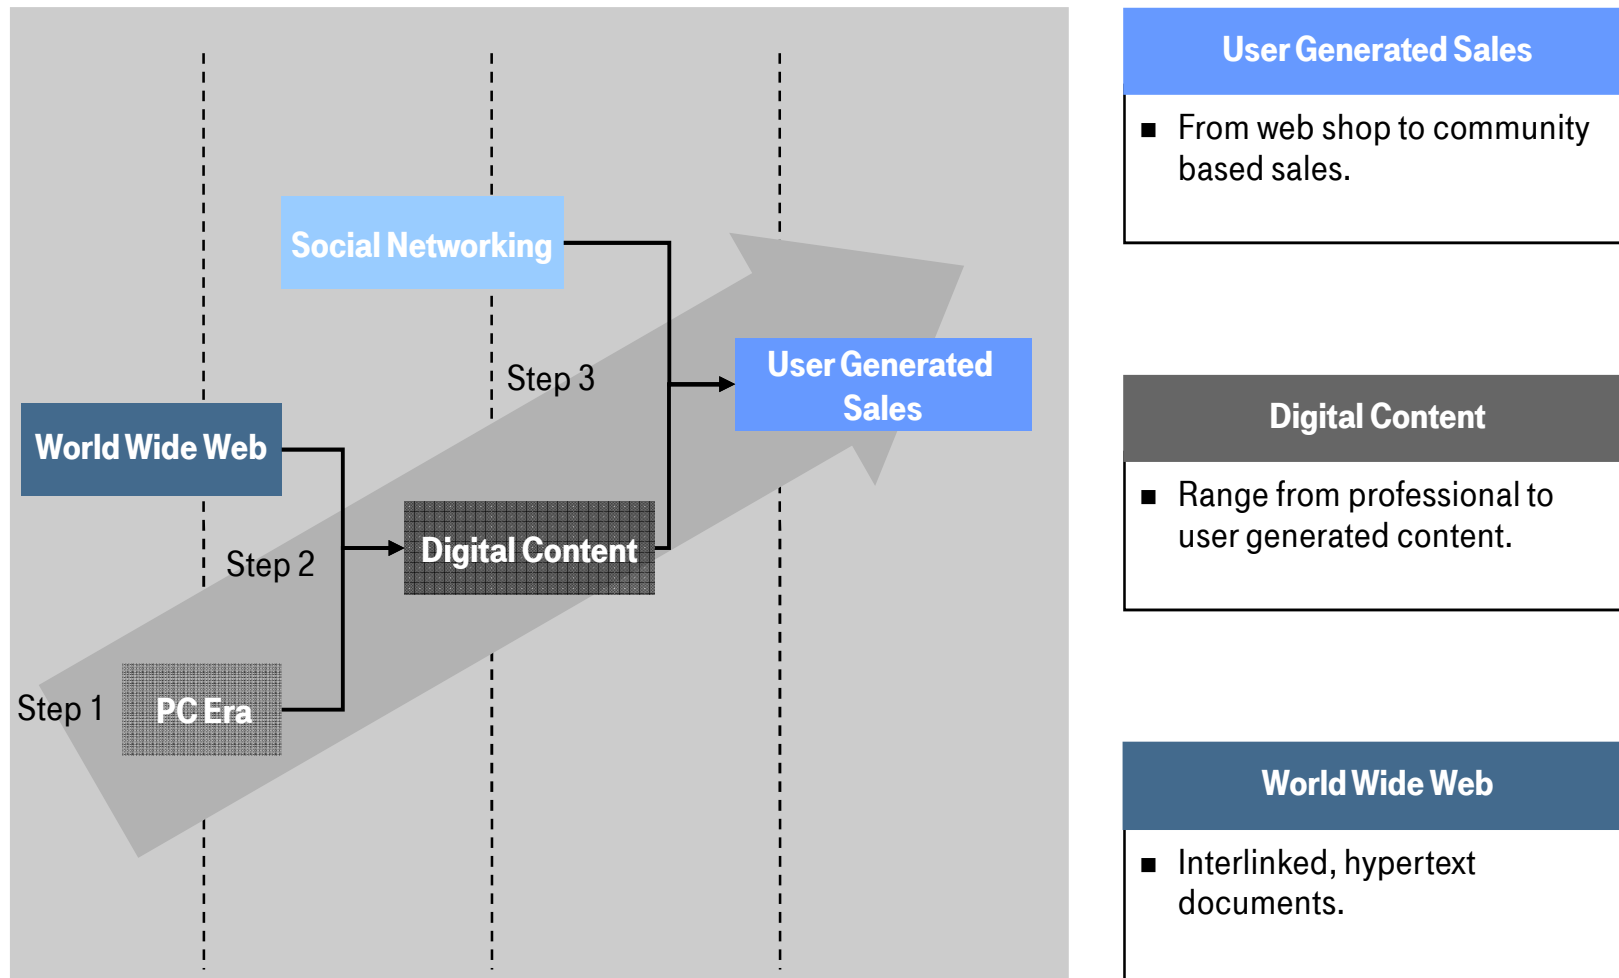 Social Networking
Step 3
User Generated
Sales
World Wide Web
Step 2
Digital Content
Step 1
PC Era
User Generated Sales
■ From web shop to community
based sales.
Digital Content
■ Range from professional to
user generated content.
World Wide Web
■ Interlinked, hypertext
documents.